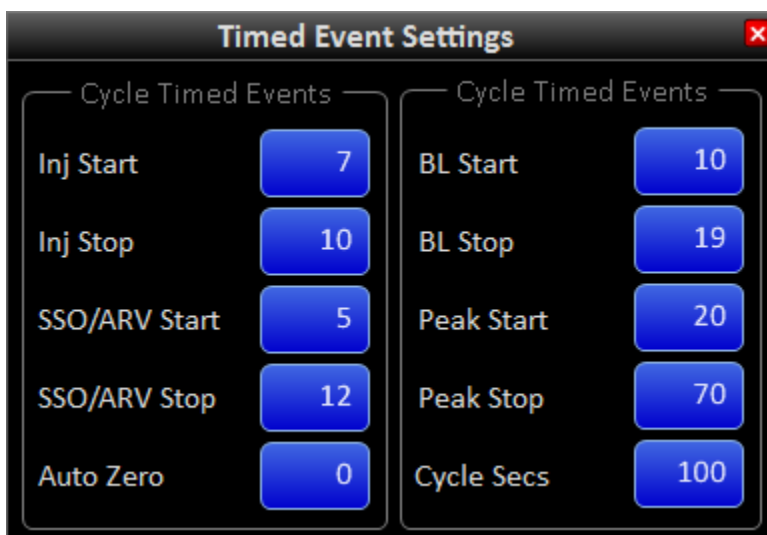 Timed Event Settings
Cycle Timed Events
Inj Start 7
Inj Stop 10
SSO/ARV Start 5
SSO/ARV Stop 12
Auto Zero 0
Cycle Timed Events
BL Start 10
BL Stop 19
Peak Start 20
Peak Stop 70
Cycle Secs 100